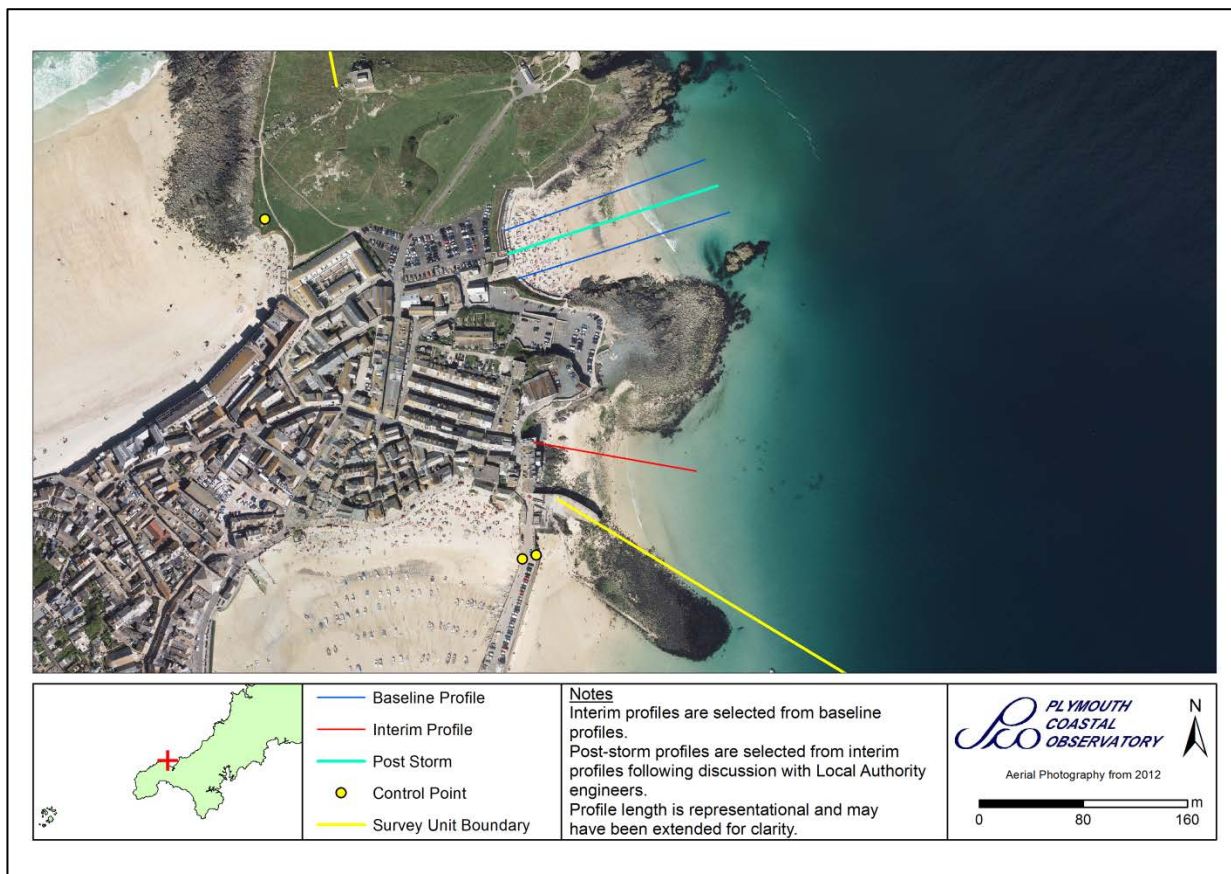 Baseline Profile
Interim Profile
Post Storm
Control Point
Survey Unit Boundary
Notes
Interim profiles are selected from baseline
profiles.
Post-storm profiles are selected from interim
profiles following discussion with Local Authority
engineers.
Profile length is representational and may
have been extended for clarity.
PLYMOUTH
COASTAL
OBSERVATORY
N
Aerial Photography from 2012
m
0 80 160